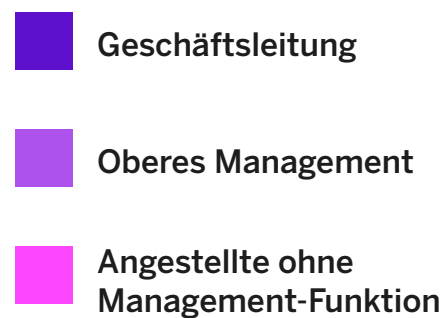 Geschäftsleitung
Oberes Management
Angestellte ohne
Management-Funktion